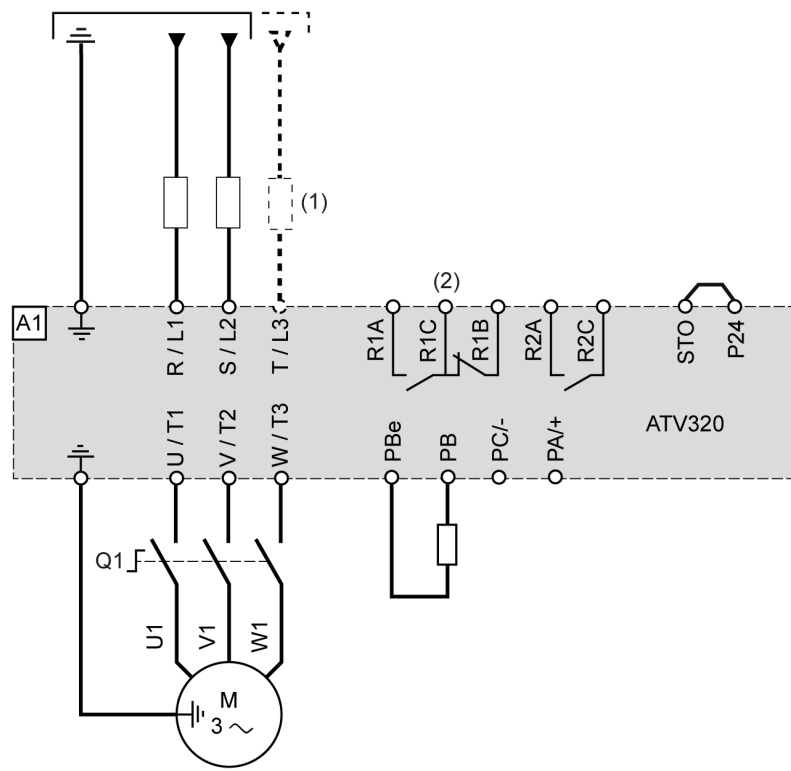 (1)
(2)
A1
R / L1
S / L2
T / L3
R1A
R1C
R1B
R2A
R2C
STO
P24
U / T1
V / T2
W / T3
PBe
PB
PC/-
PA/+
ATV320
Q1
U1
V1
W1
M
3 ~